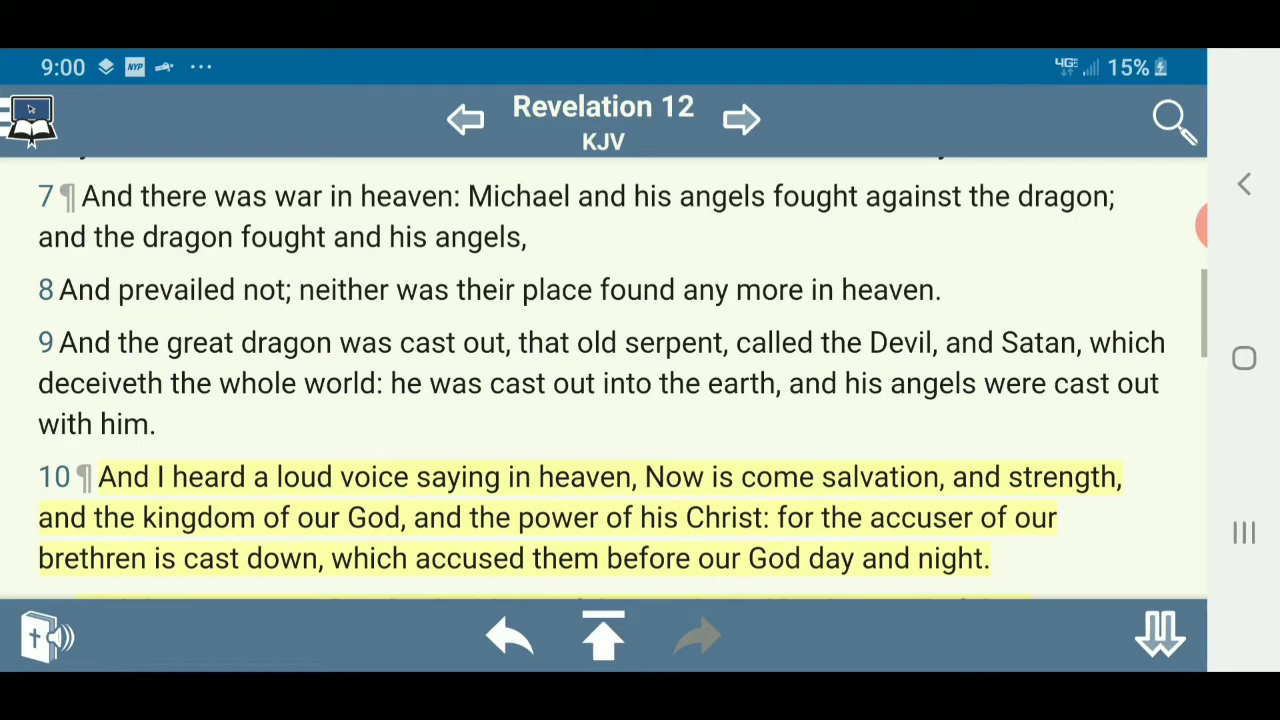 9:00 NYP ... 4GE 15%
Revelation 12
KJV
7 ¶ And there was war in heaven: Michael and his angels fought against the dragon;
and the dragon fought and his angels,
8 And prevailed not; neither was their place found any more in heaven.
9 And the great dragon was cast out, that old serpent, called the Devil, and Satan, which
deceiveth the whole world: he was cast out into the earth, and his angels were cast out
with him.
10 ¶ And I heard a loud voice saying in heaven, Now is come salvation, and strength,
and the kingdom of our God, and the power of his Christ: for the accuser of our
brethren is cast down, which accused them before our God day and night.